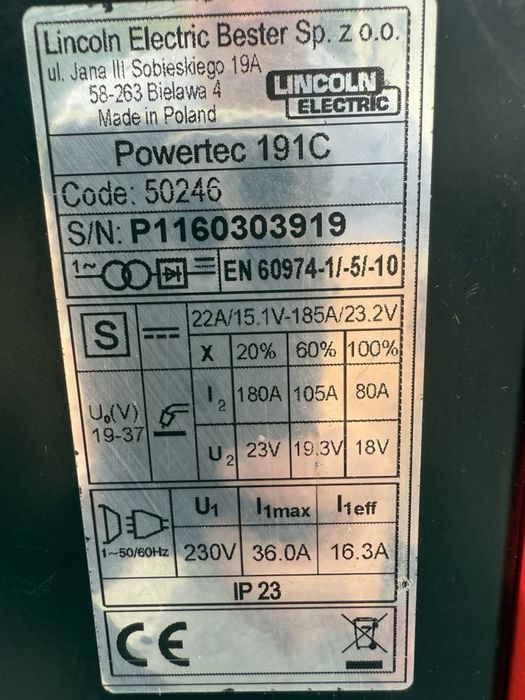 Lincoln Electric Bester Sp. z o.o.
ul. Jana III Sobieskiego 19A
58-263 Bielawa 4
Made in Poland
LINCOLN
ELECTRIC
Powertec 191C
Code: 50246
S/N: P1160303919
1~ EN 60974-1/-5/-10
S 22A/15.1V-185A/23.2V
X 20% 60% 100%
U₀(V)
19-37
I₂ 180A 105A 80A
U₂ 23V 19.3V 18V
U1 I1max I1eff
1~50/60Hz 230V 36.0A 16.3A
IP 23
CE